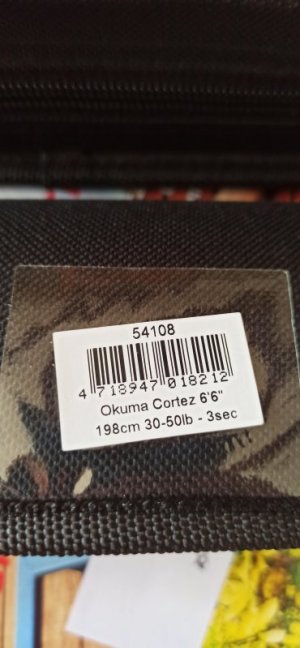 54108
4 718947 018212
Okuma Cortez 6'6"
198cm 30-50lb - 3sec